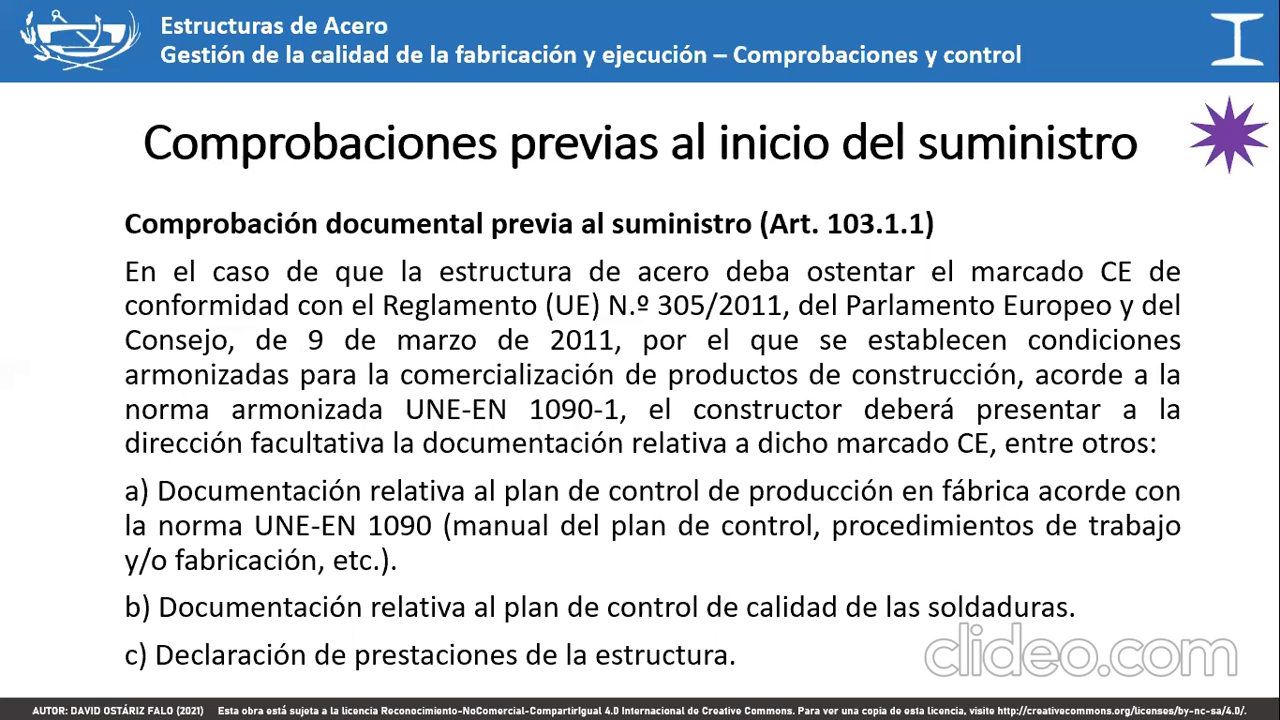 Estructuras de Acero
Gestión de la calidad de la fabricación y ejecución – Comprobaciones y control
Comprobaciones previas al inicio del suministro
Comprobación documental previa al suministro (Art. 103.1.1)
En el caso de que la estructura de acero deba ostentar el marcado CE de
conformidad con el Reglamento (UE) N.º 305/2011, del Parlamento Europeo y del
Consejo, de 9 de marzo de 2011, por el que se establecen condiciones
armonizadas para la comercialización de productos de construcción, acorde a la
norma armonizada UNE-EN 1090-1, el constructor deberá presentar a la
dirección facultativa la documentación relativa a dicho marcado CE, entre otros:
a) Documentación relativa al plan de control de producción en fábrica acorde con
la norma UNE-EN 1090 (manual del plan de control, procedimientos de trabajo
y/o fabricación, etc.).
b) Documentación relativa al plan de control de calidad de las soldaduras.
c) Declaración de prestaciones de la estructura.
clideo.com
AUTOR: DAVID OSTÁRIZ FALO (2021) Esta obra está sujeta a la licencia Reconocimiento-NoComercial-CompartirIgual 4.0 Internacional de Creative Commons. Para ver una copia de esta licencia, visite http://creativecommons.org/licenses/by-nc-sa/4.0/.